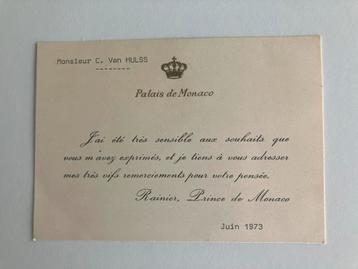 Monsieur C. Van HULSS
--------
Palais de Monaco
J'ai été très sensible aux souhaits que
vous m'avez exprimés, et je tiens à vous adresser
mes très vifs remerciements pour votre pensée.
Rainier, Prince de Monaco
Juin 1973